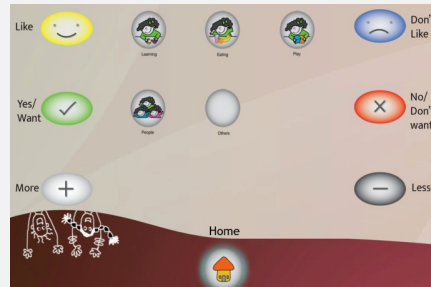 Like
Learning
Eating
Play
Don'
Like
Yes/
Want
People
Others
No/
Don'
want
More
Less
Home